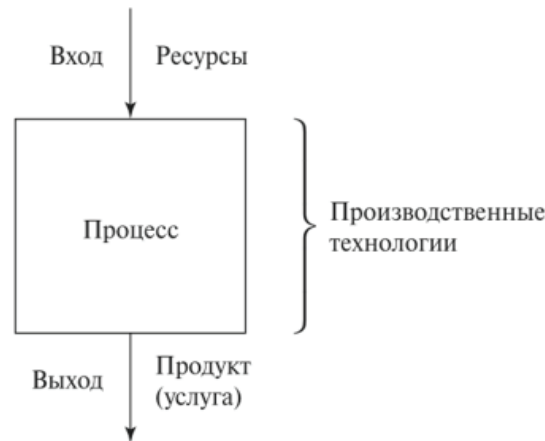 Вход
Ресурсы
Процесс
Производственные
технологии
Выход
Продукт
(услуга)